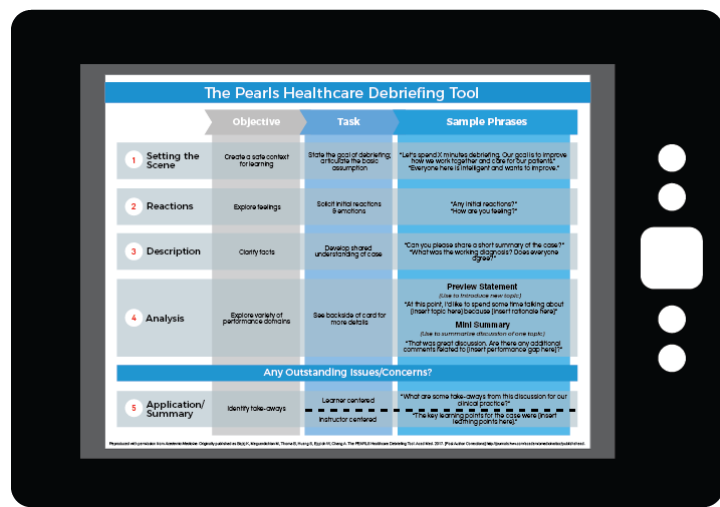 The Pearls Healthcare Debriefing Tool
Objective
Task
Sample Phrases
1
Setting the
Scene
Create a safe context
for learning
State the goal of debriefing;
articulate the basic
assumption
"Let's spend X minutes debriefing. Our goal is to improve
how we work together and care for our patients."
"Everyone here is intelligent and wants to improve."
2
Reactions
Explore feelings
Solicit initial reactions
& emotions
"Any initial reactions?"
"How are you feeling?"
3
Description
Clarify facts
Develop shared
understanding of case
"Can you please share a short summary of the case?"
"What was the working diagnosis? Does everyone
agree?"
4
Analysis
Explore variety of
performance domains
See backside of card for
more details
Preview Statement
(Use to introduce new topic)
"At this point, I'd like to spend some time talking about
[insert topic here] because [insert rationale here]"
Mini Summary
(Use to summarize discussion of one topic)
"That was great discussion. Are there any additional
comments related to [insert performance gap here]?"
Any Outstanding Issues/Concerns?
5
Application/
Summary
Identify take-aways
Learner centered
Instructor centered
"What are some take-aways from this discussion for our
clinical practice?"
"The key learning points for the case were [insert
learning points here]."
Reproduced with permission from Academic Medicine: Originally published as